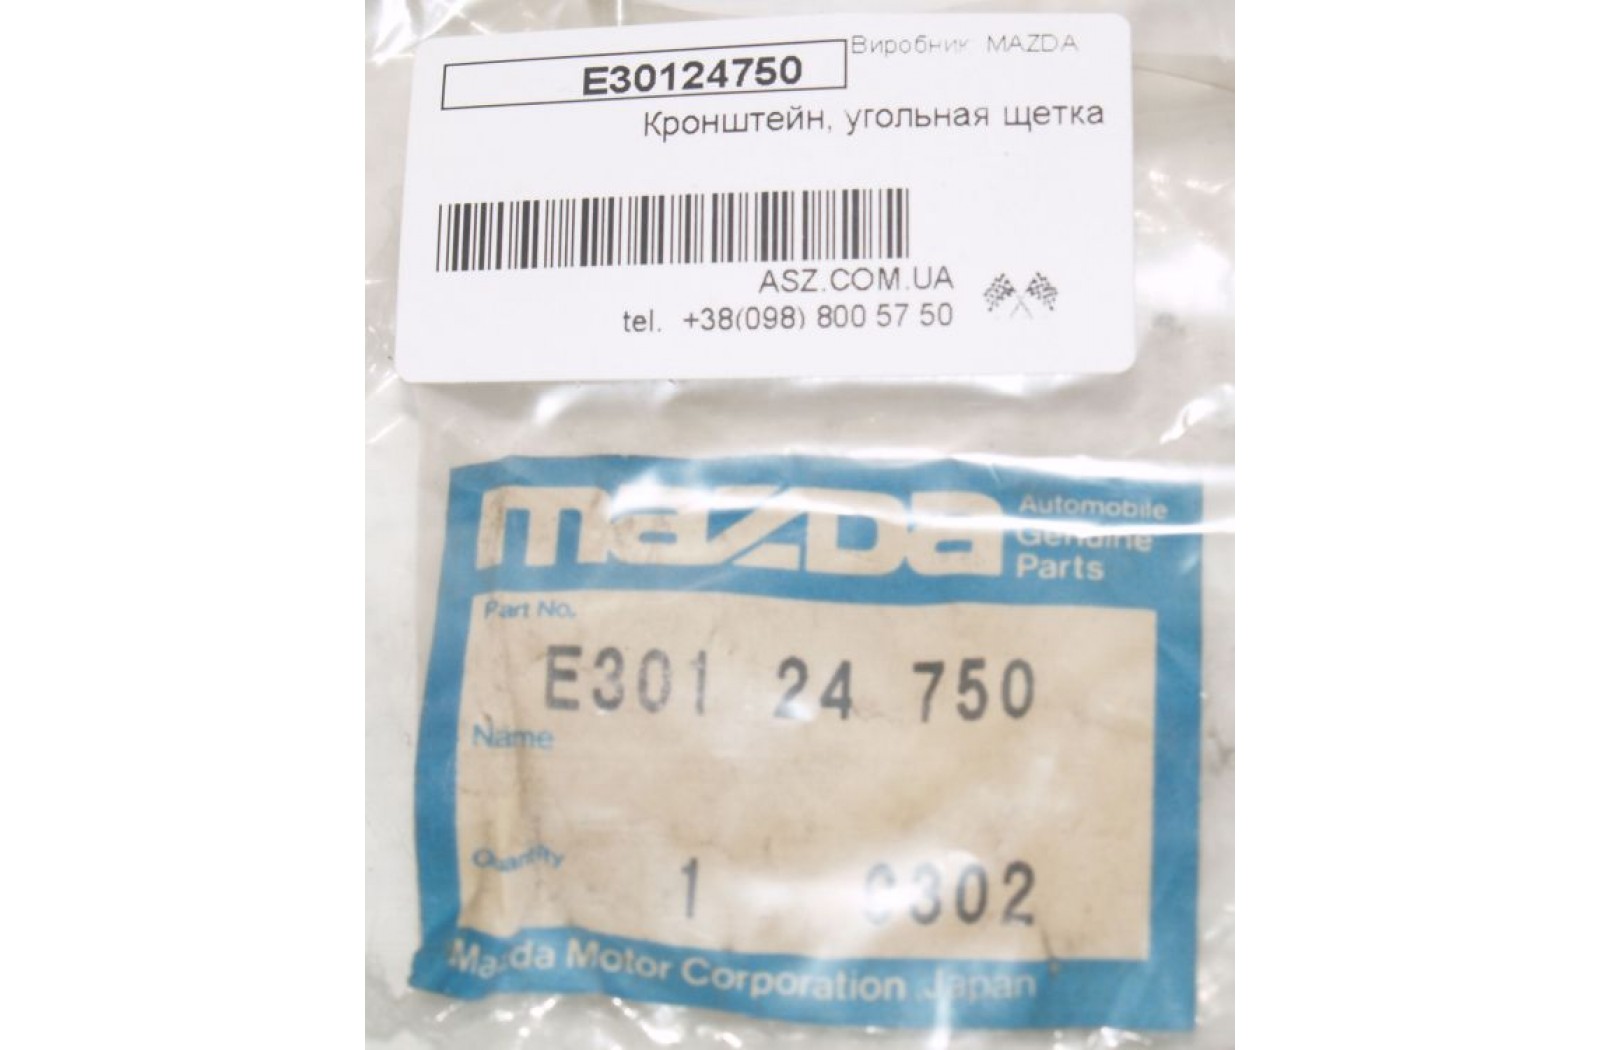 E30124750
Виробник: MAZDA
Кронштейн, угольная щетка
ASZ.COM.UA
tel. +38(098) 800 57 50
mazda
Automobile
Genuine
Parts
Part No.
E301 24 750
Name
Quantity
1 0302
Mazda Motor Corporation Japan